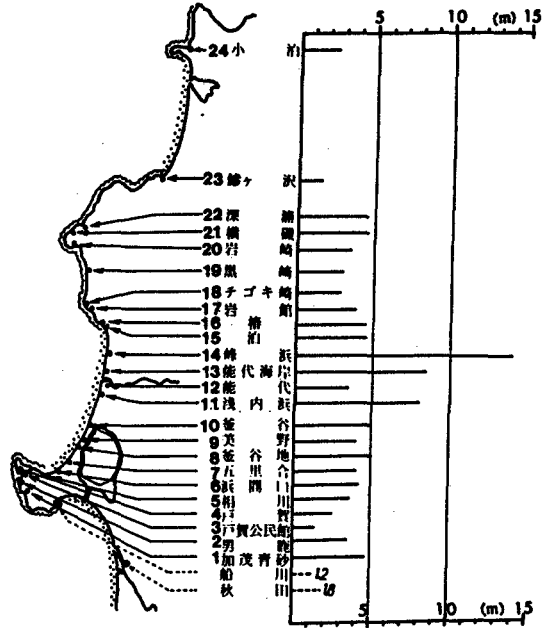 5 10 (m) 15
24 小泊
23 鰺ヶ沢
22 深浦
21 横磯
20 岩崎
19 黒崎
18 チゴキ崎
17 岩館
16 椿
15 泊
14 峰浜
13 能代海岸
12 能代
11 浅内浜
10 釜谷
9 芙野
8 釜谷地
7 五里合
6 浜間口
5 相川
4 戸賀
3 戸賀公民館
2 男鹿
1 加茂青砂
船川 1.2
秋田 1.8
5 10 (m) 15